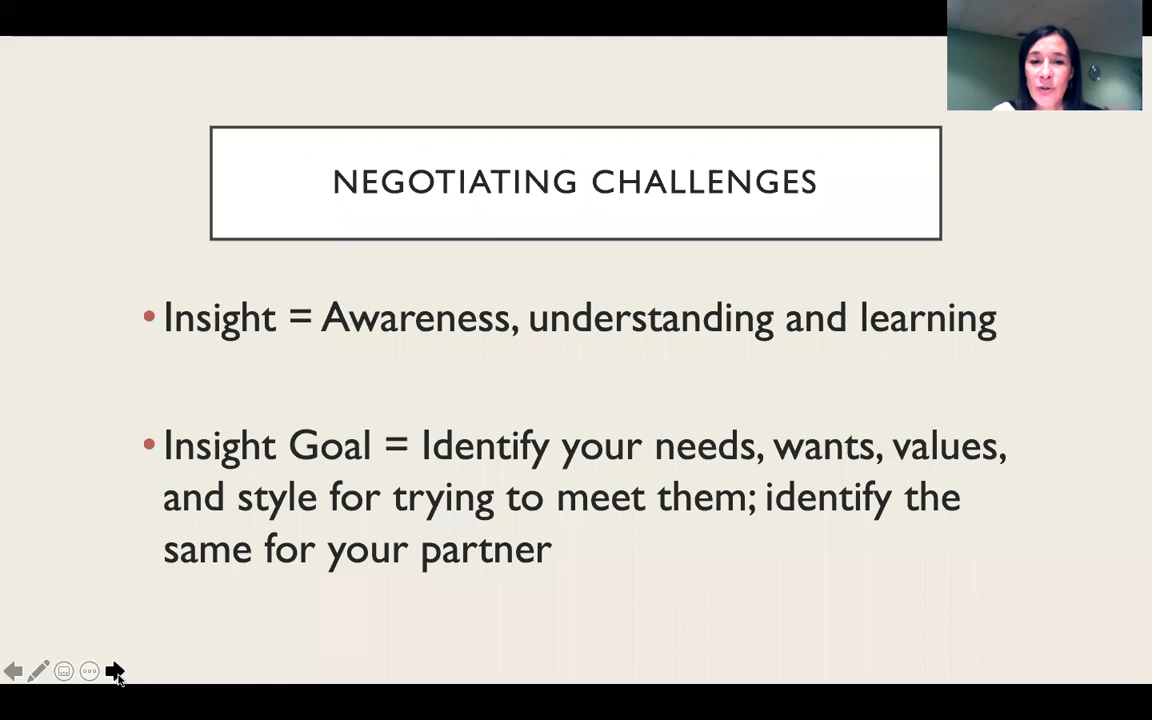 NEGOTIATING CHALLENGES
• Insight = Awareness, understanding and learning
• Insight Goal = Identify your needs, wants, values,
and style for trying to meet them; identify the
same for your partner